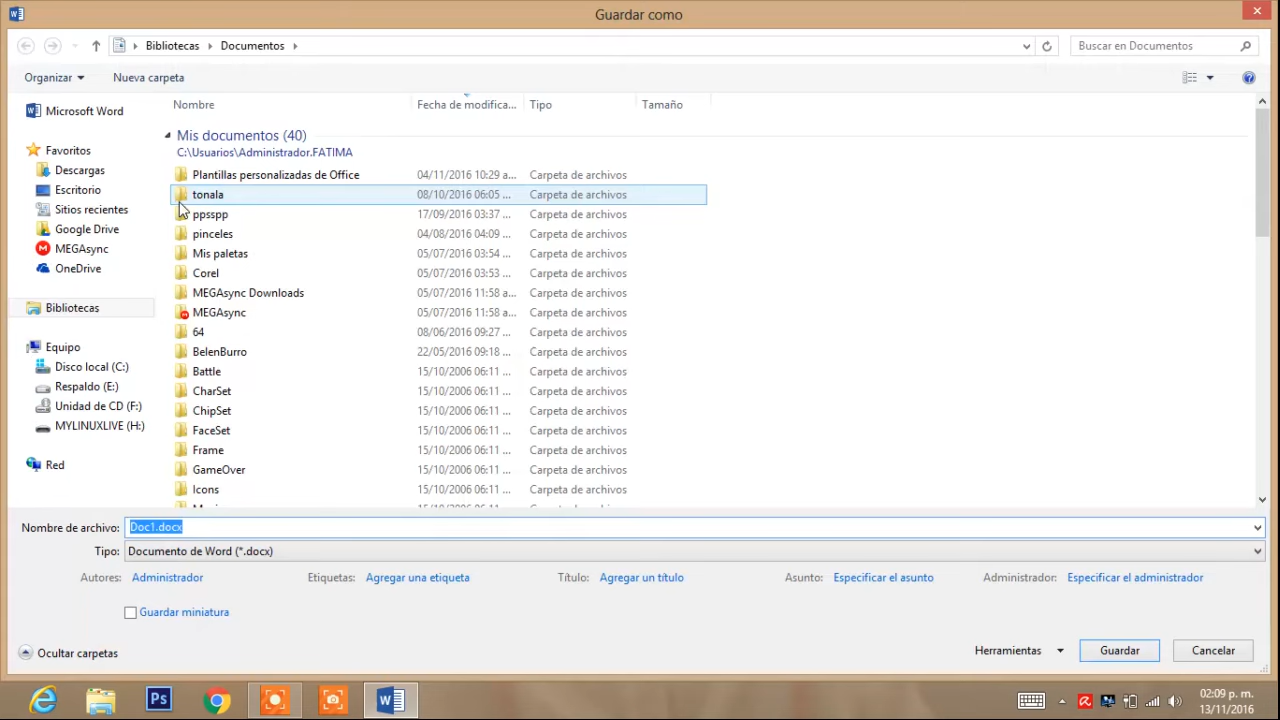 Guardar como
Bibliotecas
Documentos
Buscar en Documentos
Organizar
Nueva carpeta
Microsoft Word
Favoritos
Descargas
Escritorio
Sitios recientes
Google Drive
MEGAsync
OneDrive
Bibliotecas
Equipo
Disco local (C:)
Respaldo (E:)
Unidad de CD (F:)
MYLINUXLIVE (H:)
Red
Nombre Fecha de modifica... Tipo Tamaño
Mis documentos (40)
C:\Usuarios\Administrador.FATIMA
Plantillas personalizadas de Office 04/11/2016 10:29 a... Carpeta de archivos
tonala 08/10/2016 06:05 ... Carpeta de archivos
ppsspp 17/09/2016 03:37 ... Carpeta de archivos
pinceles 04/08/2016 04:09 ... Carpeta de archivos
Mis paletas 05/07/2016 03:54 ... Carpeta de archivos
Corel 05/07/2016 03:53 ... Carpeta de archivos
MEGAsync Downloads 05/07/2016 11:58 a... Carpeta de archivos
MEGAsync 05/07/2016 11:58 a... Carpeta de archivos
64 08/06/2016 09:27 ... Carpeta de archivos
BelenBurro 22/05/2016 09:18 ... Carpeta de archivos
Battle 15/10/2006 06:11 ... Carpeta de archivos
CharSet 15/10/2006 06:11 ... Carpeta de archivos
ChipSet 15/10/2006 06:11 ... Carpeta de archivos
FaceSet 15/10/2006 06:11 ... Carpeta de archivos
Frame 15/10/2006 06:11 ... Carpeta de archivos
GameOver 15/10/2006 06:11 ... Carpeta de archivos
Icons 15/10/2006 06:11 ... Carpeta de archivos
Nombre de archivo: Doc1.docx
Tipo: Documento de Word (*.docx)
Autores: Administrador Etiquetas: Agregar una etiqueta Título: Agregar un título Asunto: Especificar el asunto Administrador: Especificar el administrador
Guardar miniatura
Ocultar carpetas Herramientas Guardar Cancelar
Ps
02:09 p. m.
13/11/2016